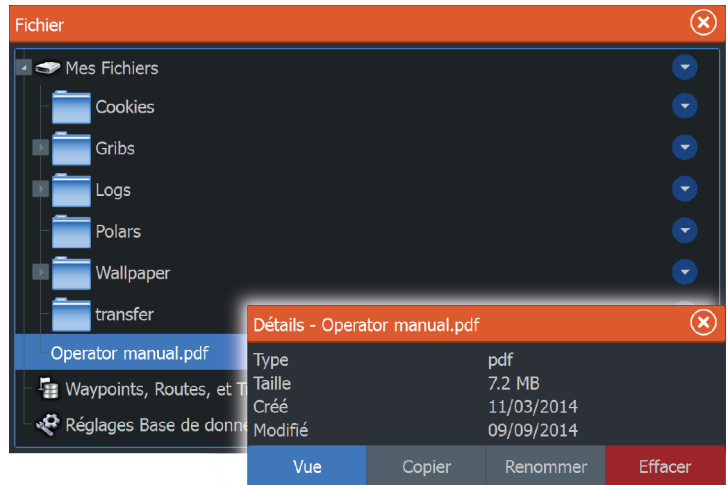 Fichier
Mes Fichiers
Cookies
Gribs
Logs
Polars
Wallpaper
transfer
Operator manual.pdf
Waypoints, Routes, et
Réglages Base de
Détails - Operator manual.pdf
Type pdf
Taille 7.2 MB
Créé 11/03/2014
Modifié 09/09/2014
Vue Copier Renommer Effacer